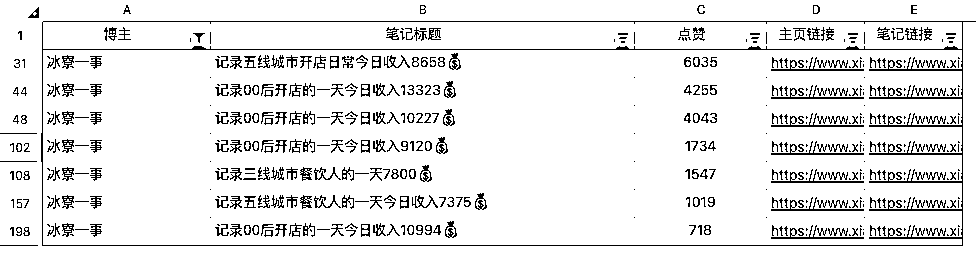 A B C D E
1 博主 笔记标题 点赞 主页链接 笔记链接
31 冰寮一事 记录五线城市开店日常今日收入8658💰 6035 https://www.xi https://www.xi
44 冰寮一事 记录00后开店的一天今日收入13323💰 4255 https://www.xi https://www.xi
48 冰寮一事 记录00后开店的一天今日收入10227💰 4043 https://www.xi https://www.xi
102 冰寮一事 记录00后开店的一天今日收入9120💰 1734 https://www.xi https://www.xi
108 冰寮一事 记录三线城市餐饮人的一天7800💰 1547 https://www.xi https://www.xi
157 冰寮一事 记录五线城市餐饮人的一天今日收入7375💰 1019 https://www.xi https://www.xi
198 冰寮一事 记录00后开店的一天今日收入10994💰 718 https://www.xi https://www.xi